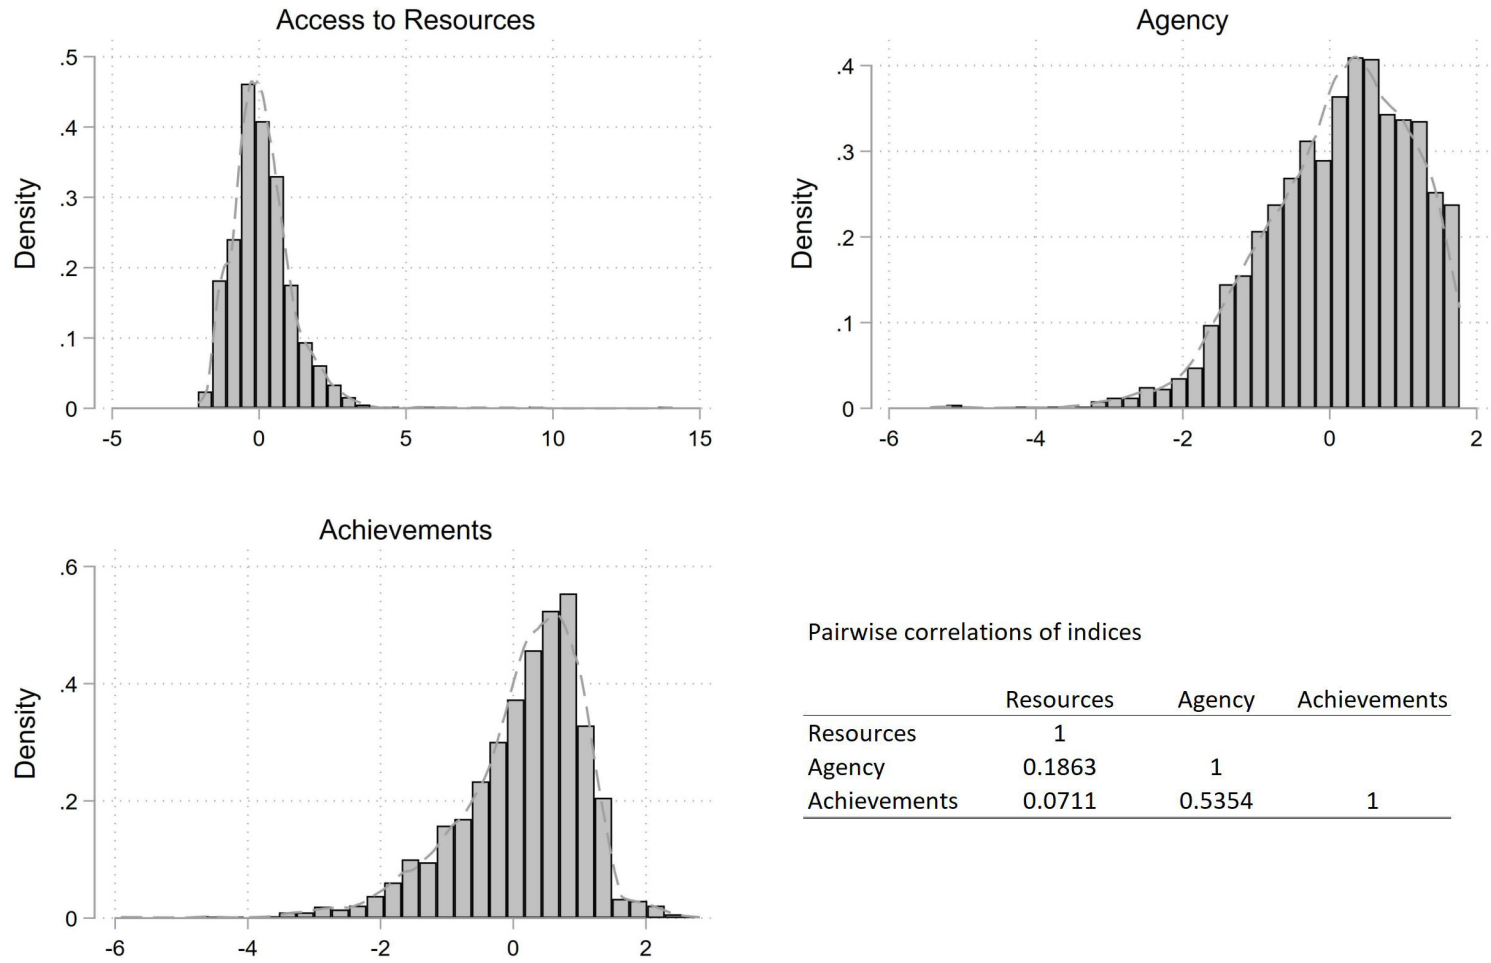 Access to Resources
Density
.5
.4
.3
.2
.1
0
-5 0 5 10 15
Agency
Density
.4
.3
.2
.1
0
-6 -4 -2 0 2
Achievements
Density
.6
.4
.2
0
-6 -4 -2 0 2
Pairwise correlations of indices
Resources Agency Achievements
Resources 1
Agency 0.1863 1
Achievements 0.0711 0.5354 1